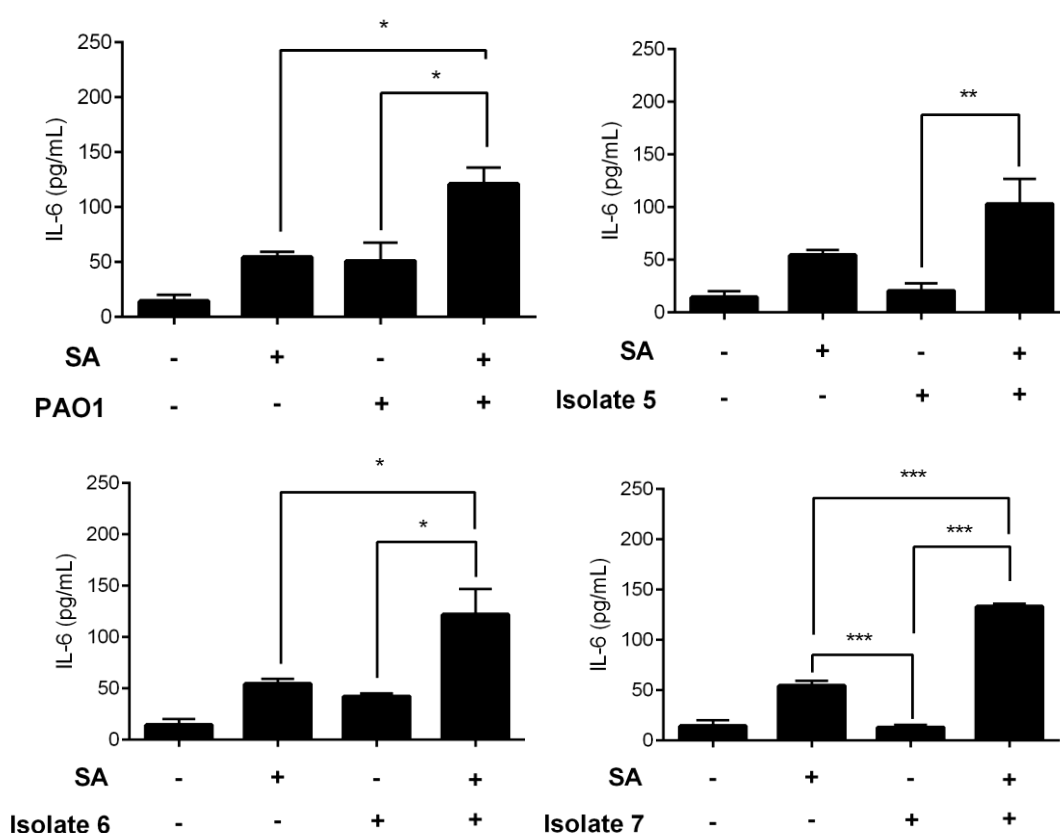 *
*
250
200
150
100
50
0
IL-6 (pg/mL)
SA - + - +
PAO1 - - + +
**
250
200
150
100
50
0
IL-6 (pg/mL)
SA - + - +
Isolate 5 - - + +
*
*
250
200
150
100
50
0
IL-6 (pg/mL)
SA - + - +
Isolate 6 - - + +
***
***
***
250
200
150
100
50
0
IL-6 (pg/mL)
SA - + - +
Isolate 7 - - + +